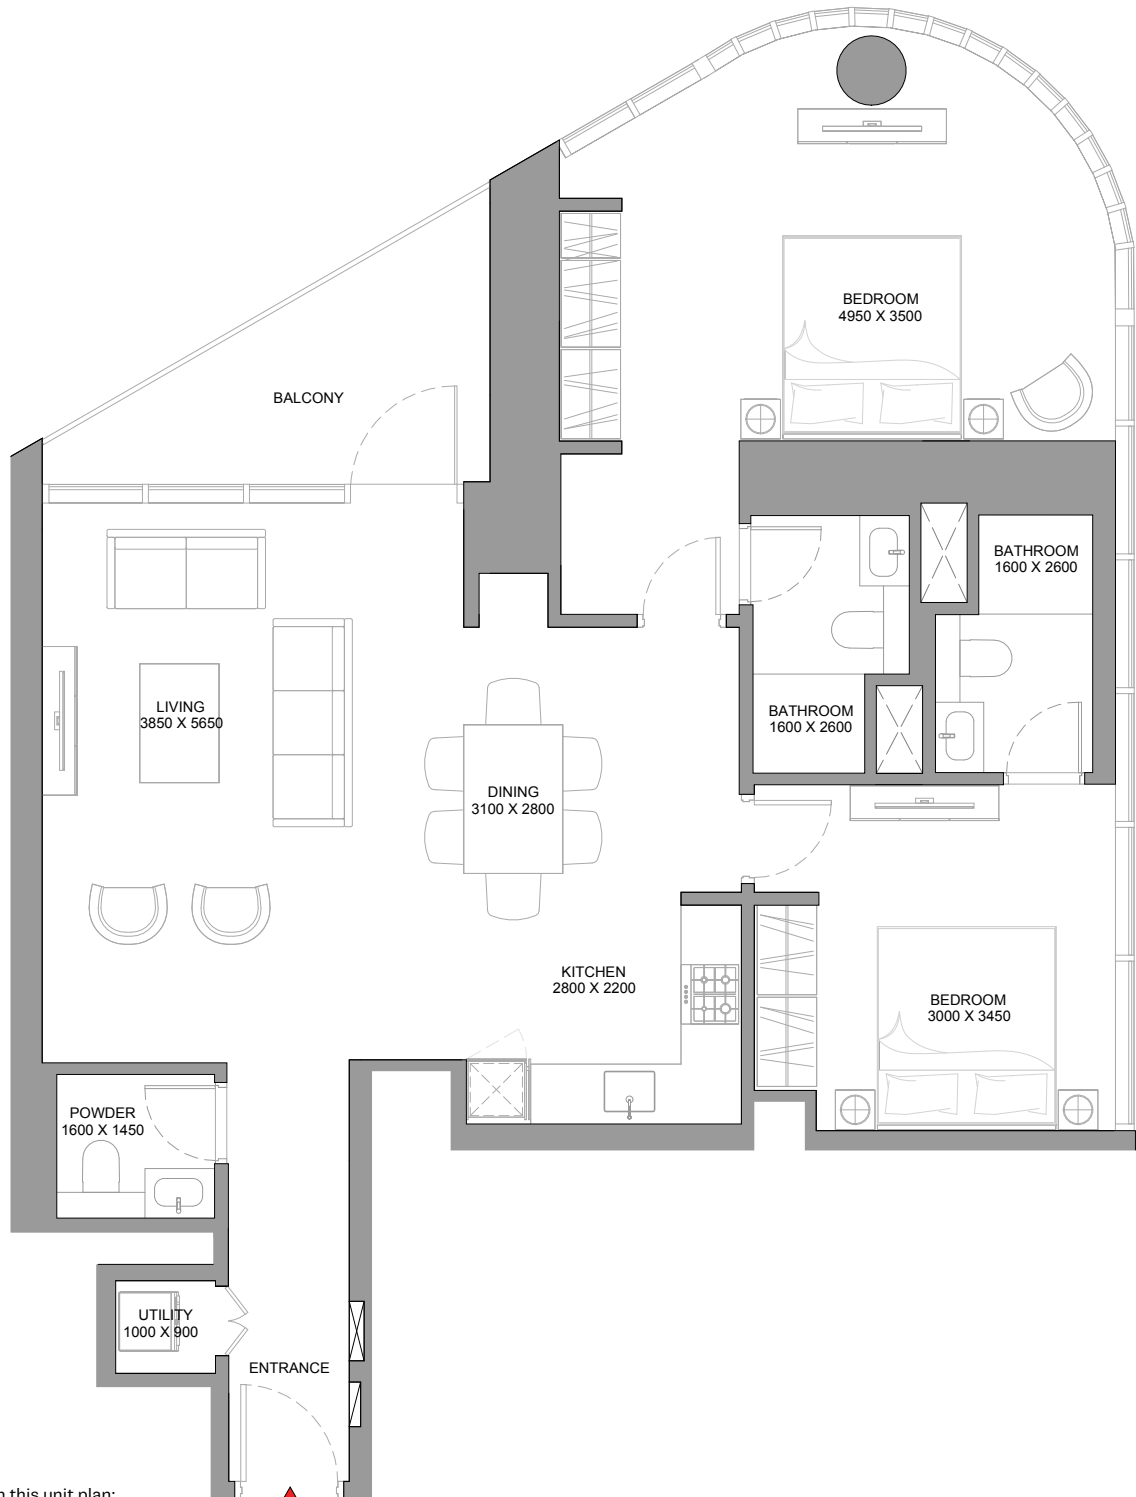 BEDROOM
4950 X 3500
BALCONY
BATHROOM
1600 X 2600
LIVING
3850 X 5650
BATHROOM
1600 X 2600
DINING
3100 X 2800
KITCHEN
2800 X 2200
BEDROOM
3000 X 3450
POWDER
1600 X 1450
UTILITY
1000 X 900
ENTRANCE
this unit plan: